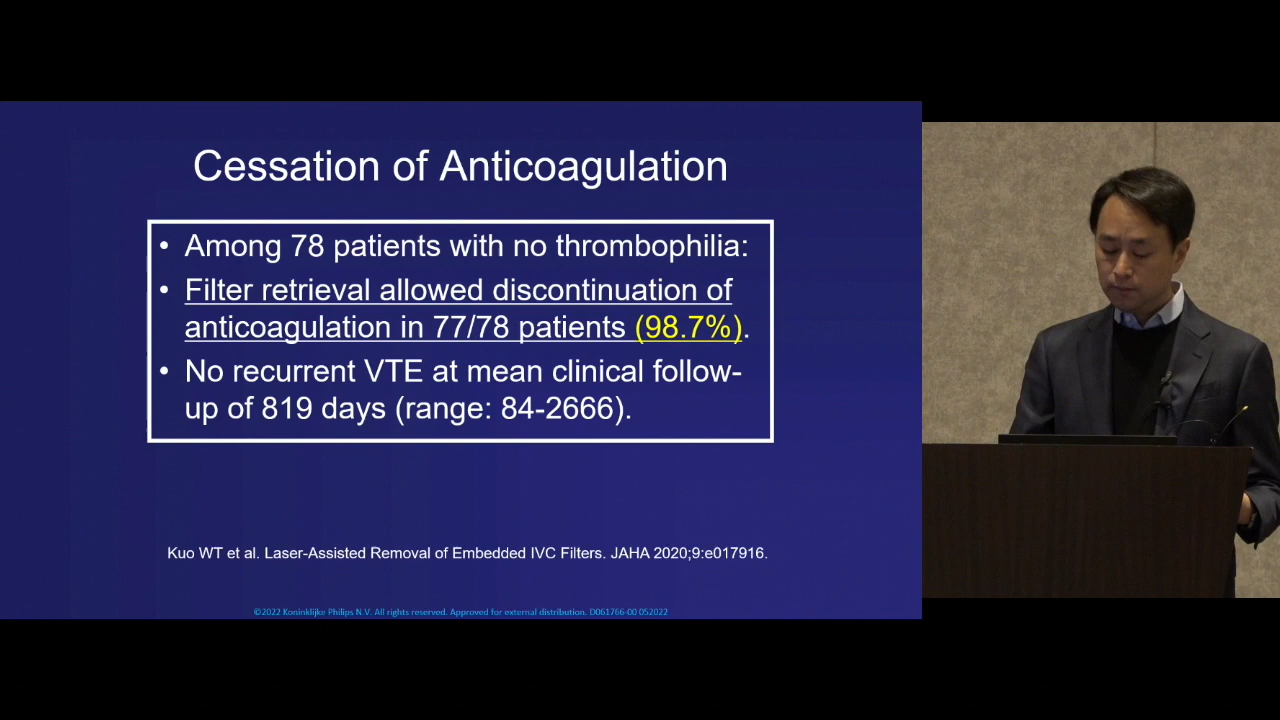 Cessation of Anticoagulation
• Among 78 patients with no thrombophilia:
• Filter retrieval allowed discontinuation of
anticoagulation in 77/78 patients (98.7%).
• No recurrent VTE at mean clinical follow-
up of 819 days (range: 84-2666).
Kuo WT et al. Laser-Assisted Removal of Embedded IVC Filters. JAHA 2020;9:e017916.
©2022 Koninklijke Philips N.V. All rights reserved. Approved for external distribution. D061766-00 052022